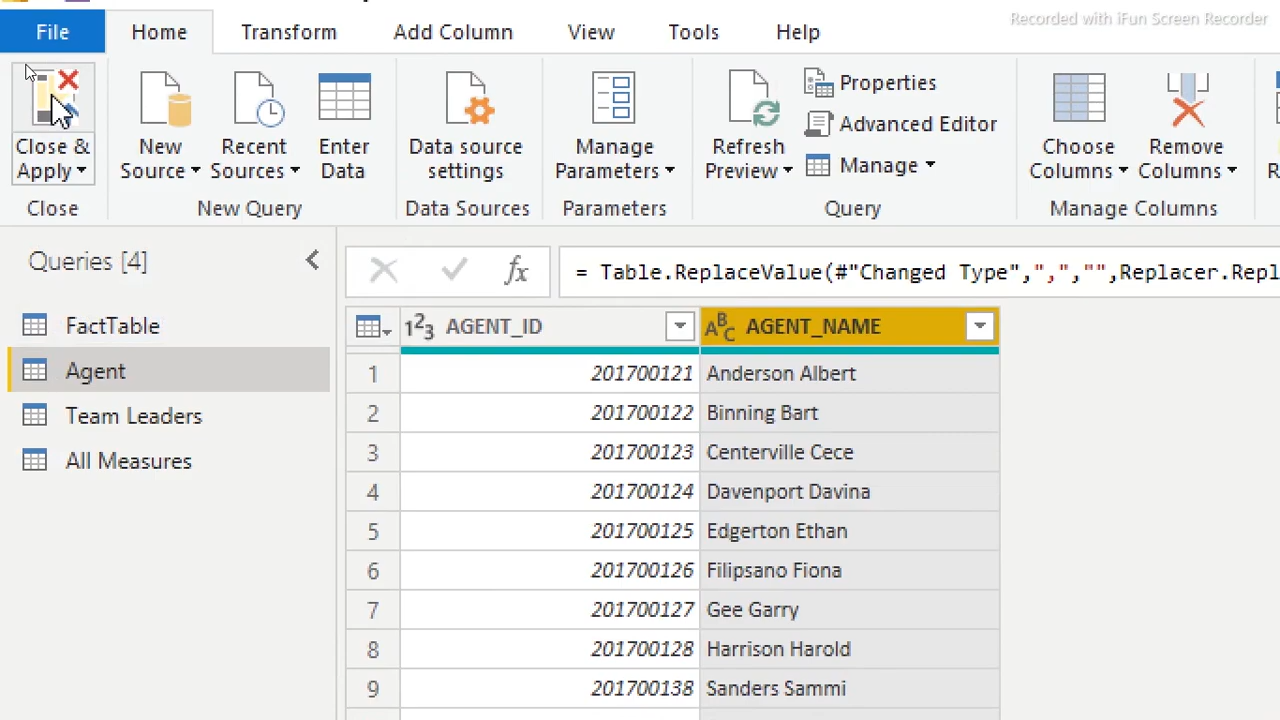 Recorded with iFun Screen Recorder
File Home Transform Add Column View Tools Help
Close & Apply
New Source
Recent Sources
Enter Data
Data source settings
Manage Parameters
Refresh Preview
Properties
Advanced Editor
Manage
Choose Columns
Remove Columns
Close
New Query
Data Sources
Parameters
Query
Manage Columns
Queries [4]
FactTable
Agent
Team Leaders
All Measures
fx
= Table.ReplaceValue(#"Changed Type",",","",Replacer.Repl
123 AGENT_ID ABC AGENT_NAME
1 201700121 Anderson Albert
2 201700122 Binning Bart
3 201700123 Centerville Cece
4 201700124 Davenport Davina
5 201700125 Edgerton Ethan
6 201700126 Filipsano Fiona
7 201700127 Gee Garry
8 201700128 Harrison Harold
9 201700138 Sanders Sammi